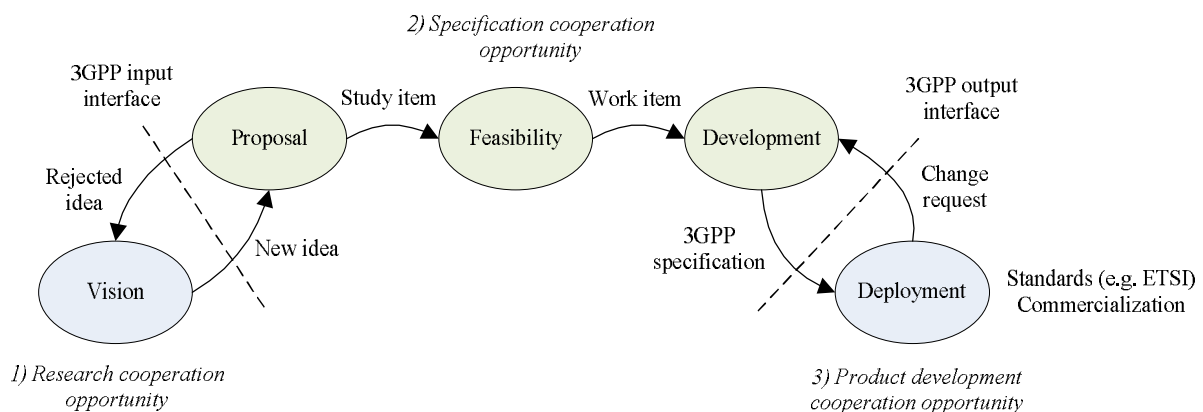 2) Specification cooperation
opportunity
3GPP input
interface
Study item
Work item
3GPP output
interface
Proposal
Feasibility
Development
Rejected
idea
New idea
Change
request
3GPP
specification
Vision
Deployment
Standards (e.g. ETSI)
Commercialization
1) Research cooperation
opportunity
3) Product development
cooperation opportunity